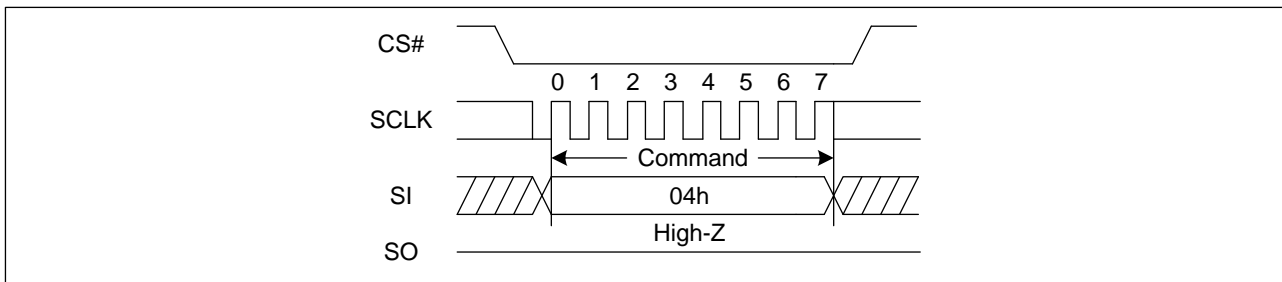 CS#
0 1 2 3 4 5 6 7
SCLK
Command
SI
04h
High-Z
SO